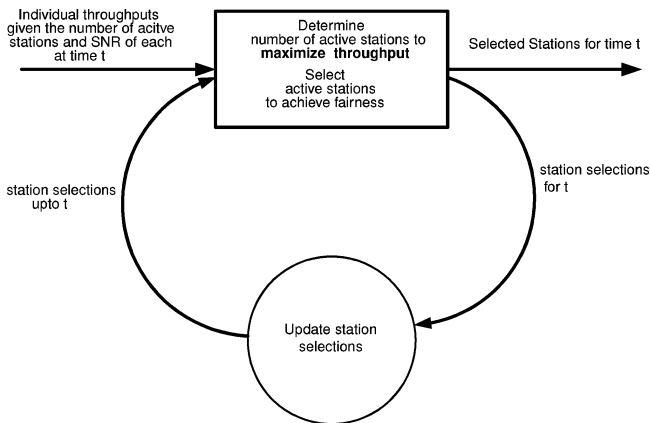 Individual throughputs
given the number of acitve
stations and SNR of each
at time t
Determine
number of active stations to
maximize throughput
Select
active stations
to achieve fairness
Selected Stations for time t
station selections
upto t
station selections
for t
Update station
selections